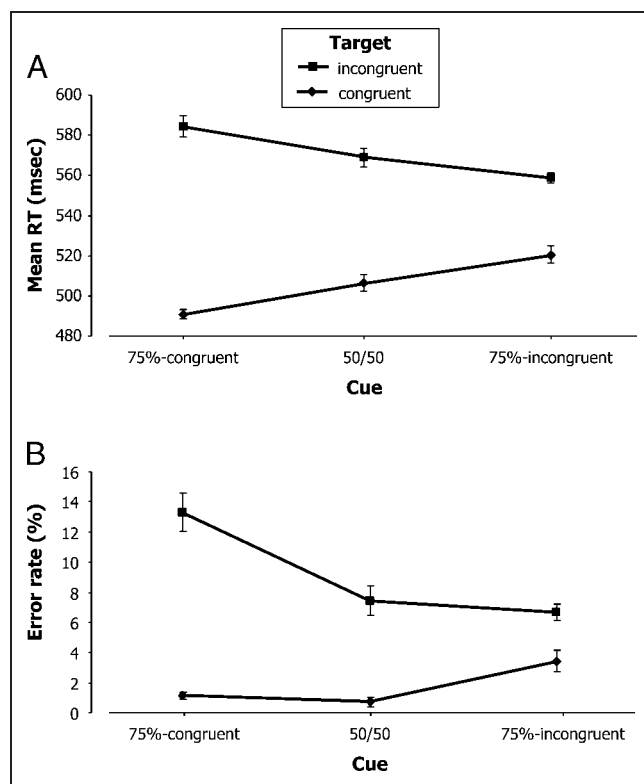 Target
incongruent
congruent
A
600
580
560
540
520
500
480
Mean RT (msec)
75%-congruent 50/50 75%-incongruent
Cue
B
16
14
12
10
8
6
4
2
0
Error rate (%)
75%-congruent 50/50 75%-incongruent
Cue